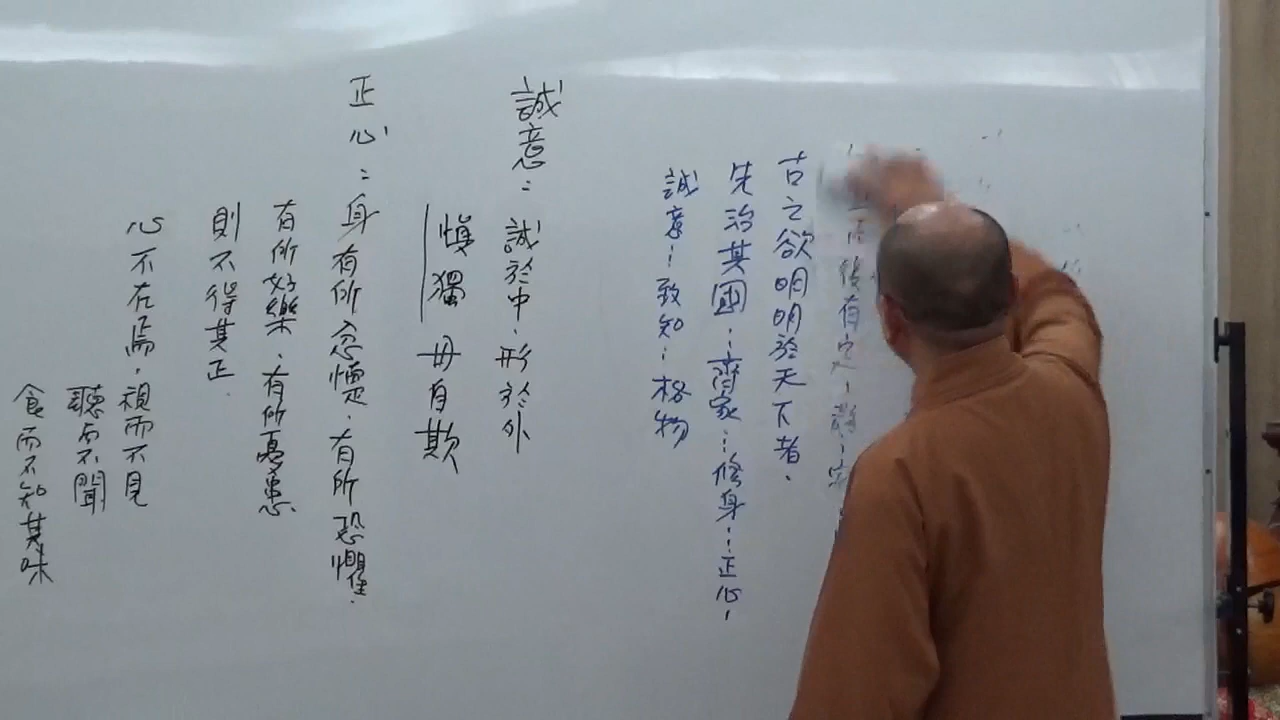 后有定
古之欲明明於天下者.
先治其國…齊家…修身…正心…
誠意…致知…格物
誠意: 誠於中.形於外
慎獨 毋自欺
正心: 身有所忿懥.有所恐懼.
有所好樂.有所憂患.
則不得其正.
心不在焉.視而不見
聽而不聞
食而不知其味